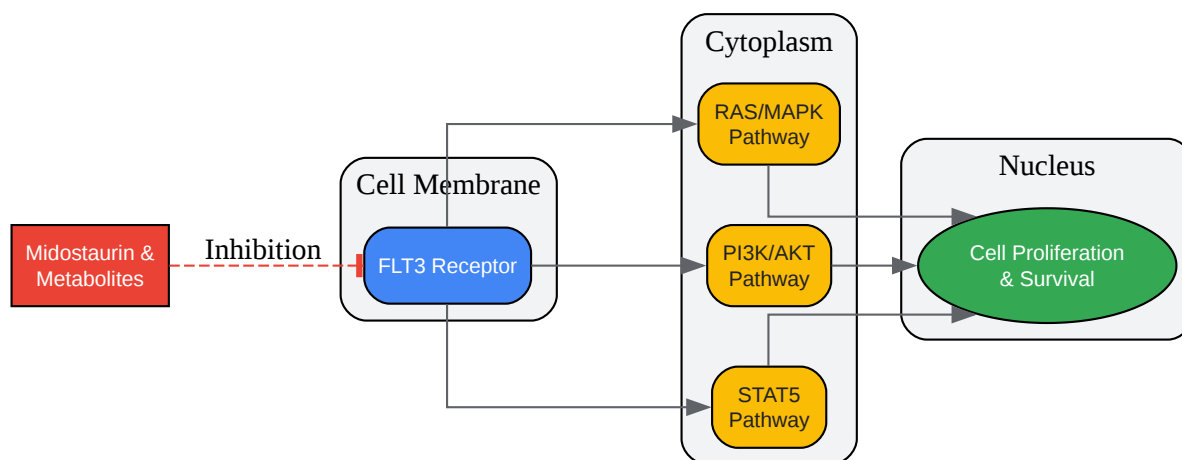 Midostaurin &
Metabolites
Inhibition
Cell Membrane
FLT3 Receptor
Cytoplasm
RAS/MAPK
Pathway
PI3K/AKT
Pathway
STAT5
Pathway
Nucleus
Cell Proliferation
& Survival